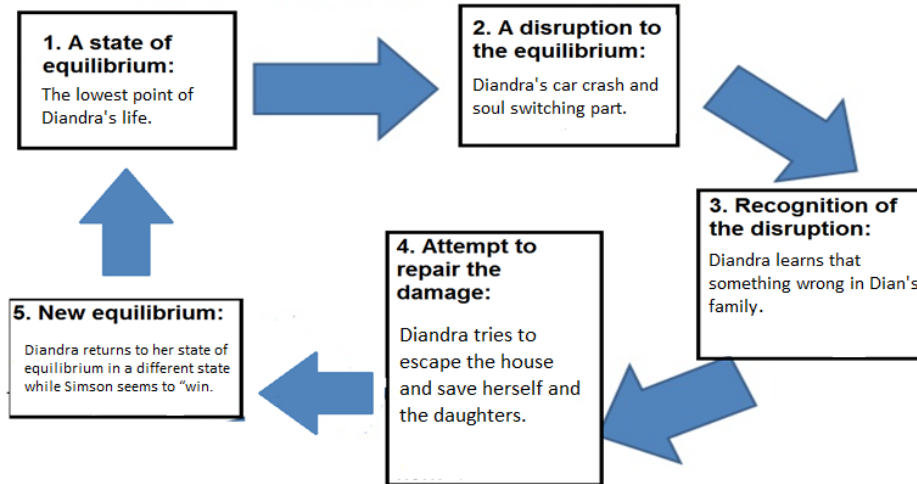 1. A state of
equilibrium:
The lowest point of
Diandra's life.
2. A disruption to
the equilibrium:
Diandra's car crash and
soul switching part.
3. Recognition of
the disruption:
Diandra learns that
something wrong in Dian's
family.
4. Attempt to
repair the
damage:
Diandra tries to
escape the house
and save herself and
the daughters.
5. New equilibrium:
Diandra returns to her state of
equilibrium in a different state
while Simson seems to “win.